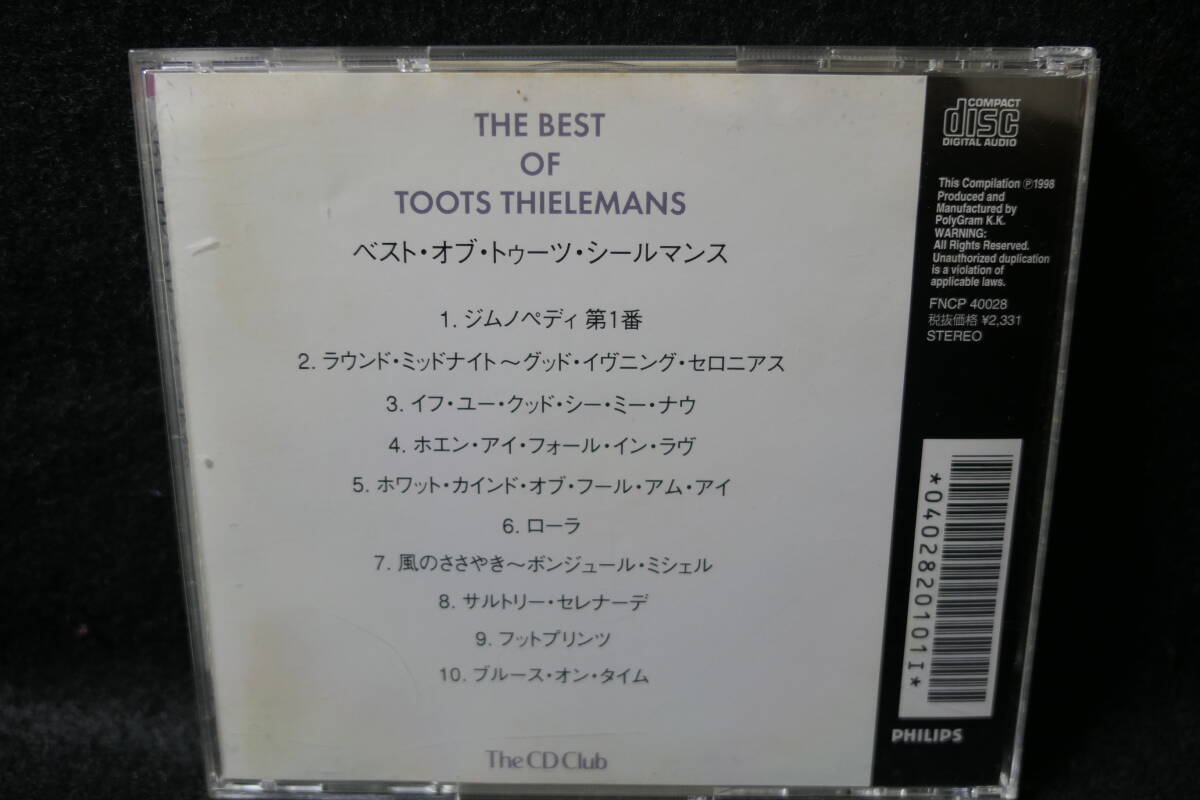 THE BEST
OF
TOOTS THIELEMANS
ベスト・オブ・トゥーツ・シールマンス
1. ジムノペディ 第1番
2. ラウンド・ミッドナイト〜グッド・イヴニング・セロニアス
3. イフ・ユー・クッド・シー・ミー・ナウ
4. ホエン・アイ・フォール・イン・ラヴ
5. ホワット・カインド・オブ・フール・アム・アイ
6. ローラ
7. 風のささやき〜ボンジュール・ミシェル
8. サルトリー・セレナーデ
9. フットプリンツ
10. ブルース・オン・タイム
The CD Club
COMPACT
disc
DIGITAL AUDIO
This Compilation ℗1998
Produced and
Manufactured by
PolyGram K.K.
WARNING:
All Rights Reserved.
Unauthorized duplication
is a violation of
applicable laws.
FNCP 40028
税抜価格 ¥2,331
STEREO
*0402820101I*
PHILIPS